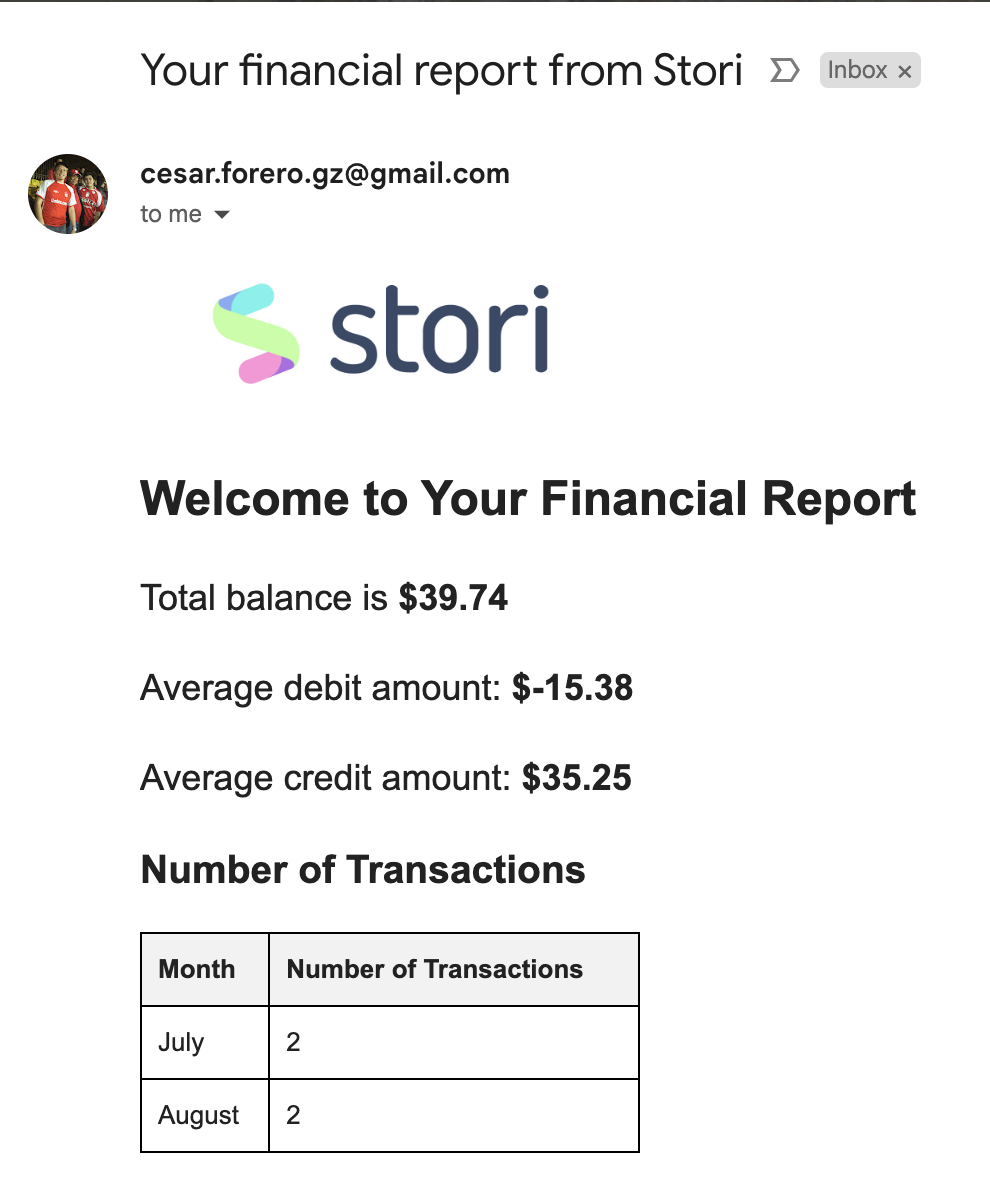 Your financial report from Stori Inbox ×
cesar.forero.gz@gmail.com
to me
stori
Welcome to Your Financial Report
Total balance is $39.74
Average debit amount: $-15.38
Average credit amount: $35.25
Number of Transactions
Month Number of Transactions
July 2
August 2